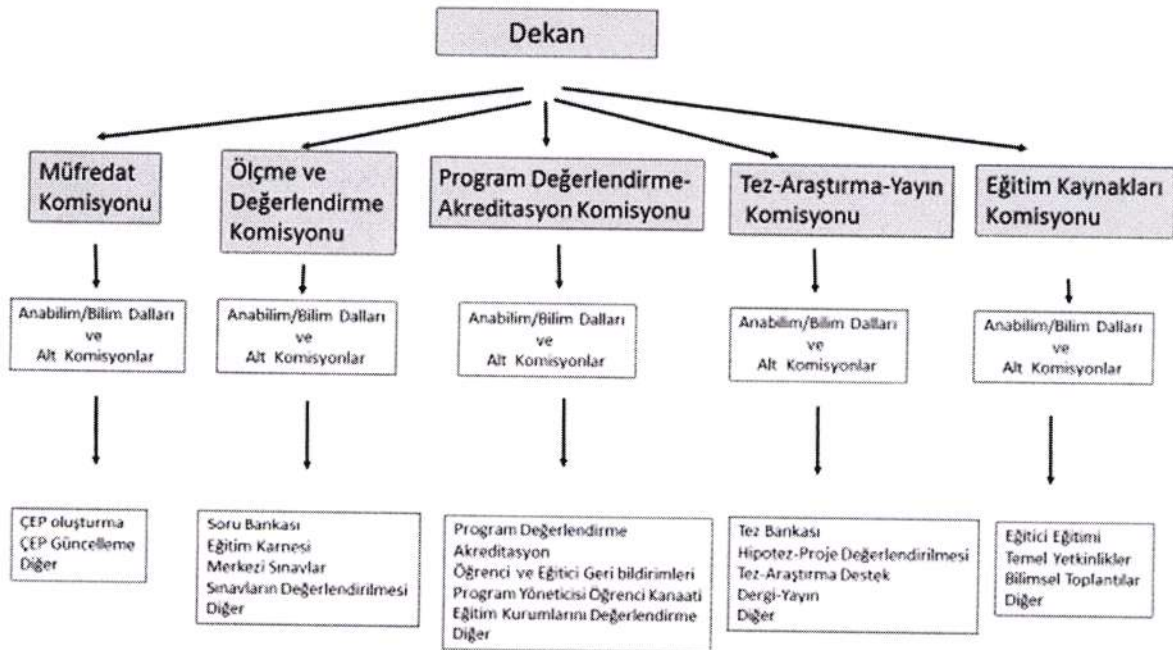 Dekan
Müfredat
Komisyonu
Ölçme ve
Değerlendirme
Komisyonu
Program Değerlendirme-
Akreditasyon Komisyonu
Tez-Araştırma-Yayın
Komisyonu
Eğitim Kaynakları
Komisyonu
Anabilim/Bilim Dalları
ve
Alt Komisyonlar
Anabilim/Bilim Dalları
ve
Alt Komisyonlar
Anabilim/Bilim Dalları
ve
Alt Komisyonlar
Anabilim/Bilim Dalları
ve
Alt Komisyonlar
Anabilim/Bilim Dalları
ve
Alt Komisyonlar
ÇEP oluşturma
ÇEP Güncelleme
Diğer
Soru Bankası
Eğitim Karnesi
Merkezi Sınavlar
Sınavların Değerlendirilmesi
Diğer
Program Değerlendirme
Akreditasyon
Öğrenci ve Eğitici Geri bildirimleri
Program Yöneticisi Öğrenci Kanaati
Eğitim Kurumlarını Değerlendirme
Diğer
Tez Bankası
Hipotez-Proje Değerlendirilmesi
Tez-Araştırma Destek
Dergi-Yayın
Diğer
Eğitici Eğitimi
Temel Yetkinlikler
Bilimsel Toplantılar
Diğer